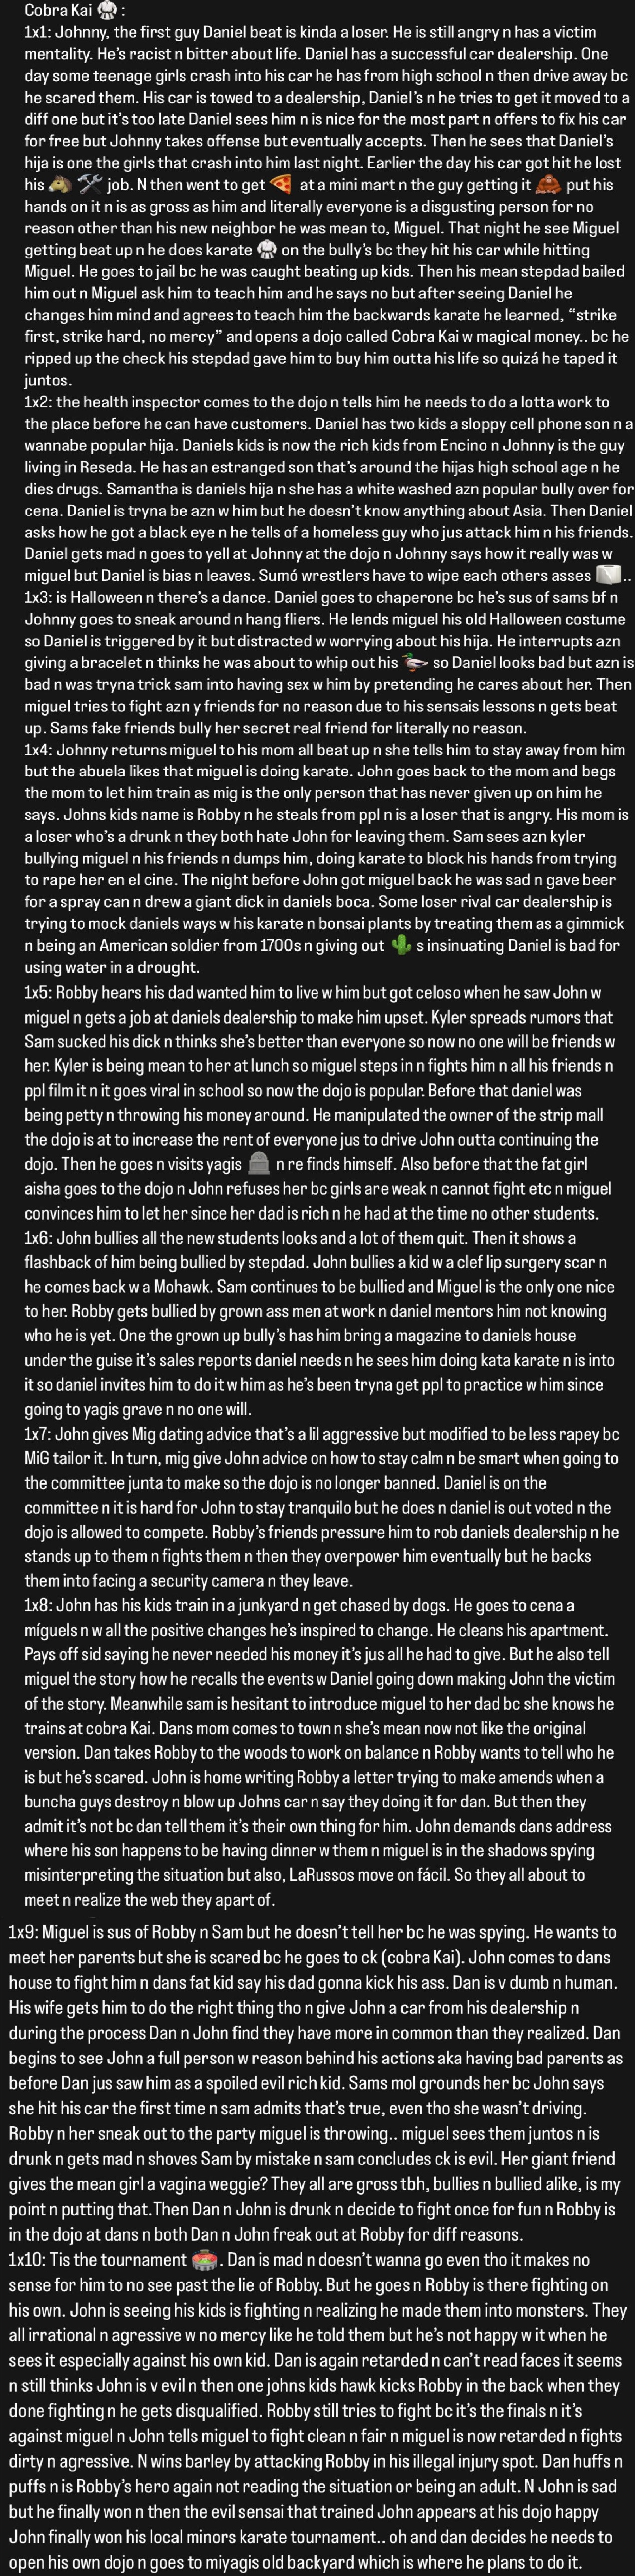 Cobra Kai 🥋 :
1x1: Johnny, the first guy Daniel beat is kinda a loser. He is still angry n has a victim
mentality. He's racist n bitter about life. Daniel has a successful car dealership. One
day some teenage girls crash into his car he has from high school n then drive away bc
he scared them. His car is towed to a dealership, Daniel's n he tries to get it moved to a
diff one but it's too late Daniel sees him n is nice for the most part n offers to fix his car
for free but Johnny takes offense but eventually accepts. Then he sees that Daniel's
hija is one the girls that crash into him last night. Earlier the day his car got hit he lost
his 🛠 job. N then went to get 🍕 at a mini mart n the guy getting it 💩 put his
hands on it n is as gross as him and literally everyone is a disgusting person for no
reason other than his new neighbor he was mean to, Miguel. That night he see Miguel
getting beat up n he does karate 🥋 on the bully's bc they hit his car while hitting
Miguel. He goes to jail bc he was caught beating up kids. Then his mean stepdad bailed
him out n Miguel ask him to teach him and he says no but after seeing Daniel he
changes him mind and agrees to teach him the backwards karate he learned, “strike
first, strike hard, no mercy” and opens a dojo called Cobra Kai w magical money.. bc he
ripped up the check his stepdad gave him to buy him outta his life so quizá he taped it
juntos.
1x2: the health inspector comes to the dojo n tells him he needs to do a lotta work to
the place before he can have customers. Daniel has two kids a sloppy cell phone son n a
wannabe popular hija. Daniels kids is now the rich kids from Encino n Johnny is the guy
living in Reseda. He has an estranged son that's around the hijas high school age n he
dies drugs. Samantha is daniels hija n she has a white washed azn popular bully over for
cena. Daniel is tryna be azn w him but he doesn't know anything about Asia. Then Daniel
asks how he got a black eye n he tells of a homeless guy who jus attack him n his friends.
Daniel gets mad n goes to yell at Johnny at the dojo n Johnny says how it really was w
miguel but Daniel is bias n leaves. Sumó wresters have to wipe each others asses ..
1x3: is Halloween n there's a dance. Daniel goes to chaperone bc he's sus of sams bf n
Johnny goes to sneak around n hang fliers. He lends miguel his old Halloween costume
so Daniel is triggered by it but distracted w worrying about his hija. He interrupts azn
giving a bracelet n thinks he was about to whip out his 🦆 so Daniel looks bad but azn is
bad n was tryna trick sam into having sex w him by pretending he cares about her. Then
miguel tries to fight azn y friends for no reason due to his sensais lessons n gets beat
up. Sams fake friends bully her secret real friend for literally no reason.
1x4: Johnny returns miguel to his mom all beat up n she tells him to stay away from him
but the abuela likes that miguel is doing karate. John goes back to the mom and begs
the mom to let him train as mig is the only person that has never given up on him he
says. Johns kids name is Robby n he steals from ppl n is a loser that is angry. His mom is
a loser who's a drunk n they both hate John for leaving them. Sam sees azn kyler
bullying miguel n his friends n dumps him, doing karate to block his hands from trying
to rape her en el cine. The night before John got miguel back he was sad n gave beer
for a spray can n drew a giant dick in daniels boca. Some loser rival car dealership is
trying to mock daniels ways w his karate n bonsai plants by treating them as a gimmick
n being an American soldier from 1700s n giving out 🌵 s insinuating Daniel is bad for
using water in a drought.
1x5: Robby hears his dad wanted him to live w him but got celoso when he saw John w
miguel n gets a job at daniels dealership to make him upset. Kyler spreads rumors that
Sam sucked his dick n thinks she's better than everyone so now no one will be friends w
her. Kyler is being mean to her at lunch so miguel steps in n fights him n all his friends n
ppl film it n it goes viral in school so now the dojo is popular. Before that daniel was
being petty n throwing his money around. He manipulated the owner of the strip mall
the dojo is at to increase the rent of everyone jus to drive John outta continuing the
dojo. Then he goes n visits yagis 🪦 n re finds himself. Also before that the fat girl
aisha goes to the dojo n John refuses her bc girls are weak n cannot fight etc n miguel
convinces him to let her since her dad is rich n he had at the time no other students.
1x6: John bullies all the new students looks and a lot of them quit. Then it shows a
flashback of him being bullied by stepdad. John bullies a kid w a clef lip surgery scar n
he comes back w a Mohawk. Sam continues to be bullied and Miguel is the only one nice
to her. Robby gets bullied by grown ass men at work n daniel mentors him not knowing
who he is yet. One the grown up bully's has him bring a magazine to daniels house
under the guise it's sales reports daniel needs n he sees him doing kata karate n is into
it so daniel invites him to do it w him as he's been tryna get ppl to practice w him since
going to yagis grave n no one will.
1x7: John gives Mig dating advice that's a lil aggressive but modified to be less rapey bc
MiG tailor it. In turn, mig give John advice on how to stay calm n be smart when going to
the committee junta to make so the dojo is no longer banned. Daniel is on the
committee n it is hard for John to stay tranquilo but he does n daniel is out voted n the
dojo is allowed to compete. Robby's friends pressure him to rob daniels dealership n he
stands up to them n fights them n then they overpower him eventually but he backs
them into facing a security camera n they leave.
1x8: John has his kids train in a junkyard n get chased by dogs. He goes to cena a
míguels n w all the positive changes he's inspired to change. He cleans his apartment.
Pays off sid saying he never needed his money it's jus all he had to give. But he also tell
miguel the story how he recalls the events w Daniel going down making John the victim
of the story. Meanwhile sam is hesitant to introduce miguel to her dad bc she knows he
trains at cobra Kai. Dans mom comes to town n she's mean now not like the original
version. Dan takes Robby to the woods to work on balance n Robby wants to tell who he
is but he's scared. John is home writing Robby a letter trying to make amends when a
buncha guys destroy n blow up Johns car n say they doing it for dan. But then they
admit it's not bc dan tell them it's their own thing for him. John demands dans address
where his son happens to be having dinner w them n miguel is in the shadows spying
misinterpreting the situation but also, LaRussos move on fácil. So they all about to
meet n realize the web they apart of.
1x9: Miguel is sus of Robby n Sam but he doesn't tell her bc he was spying. He wants to
meet her parents but she is scared bc he goes to ck (cobra Kai). John comes to dans
house to fight him n dans fat kid say his dad gonna kick his ass. Dan is v dumb n human.
His wife gets him to do the right thing tho n give John a car from his dealership n
during the process Dan n John find they have more in common than they realized. Dan
begins to see John a full person w reason behind his actions aka having bad parents as
before Dan jus saw him as a spoiled evil rich kid. Sams mol grounds her bc John says
she hit his car the first time n sam admits that's true, even tho she wasn't driving.
Robby n her sneak out to the party miguel is throwing.. miguel sees them juntos n is
drunk n gets mad n shoves Sam by mistake n sam concludes ck is evil. Her giant friend
gives the mean girl a vagina weggie? They all are gross tbh, bullies n bullied alike, is my
point n putting that.Then Dan n John is drunk n decide to fight once for fun n Robby is
in the dojo at dans n both Dan n John freak out at Robby for diff reasons.
1x10: Tis the tournament 🏟. Dan is mad n doesn't wanna go even tho it makes no
sense for him to no see past the lie of Robby. But he goes n Robby is there fighting on
his own. John is seeing his kids is fighting n realizing he made them into monsters. They
all irrational n agressive w no mercy like he told them but he's not happy w it when he
sees it especially against his own kid. Dan is again retarded n can't read faces it seems
n still thinks John is v evil n then one johns kids hawk kicks Robby in the back when they
done fighting n he gets disqualified. Robby still tries to fight bc it's the finals n it's
against miguel n John tells miguel to fight clean n fair n miguel is now retarded n fights
dirty n agressive. N wins barley by attacking Robby in his illegal injury spot. Dan huffs n
puffs n is Robby's hero again not reading the situation or being an adult. N John is sad
but he finally won n then the evil sensai that trained John appears at his dojo happy
John finally won his local minors karate tournament.. oh and dan decides he needs to
open his own dojo n goes to miyagis old backyard which is where he plans to do it.